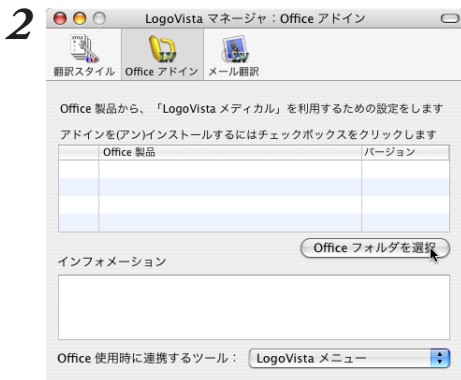 2
LogoVista マネージャ：Office アドイン
翻訳スタイル Office アドイン メール翻訳
Office 製品から、「LogoVista メディカル」を利用するための設定をします
アドインを(アン)インストールするにはチェックボックスをクリックします
Office 製品 バージョン
Office フォルダを選択
インフォメーション
Office 使用時に連携するツール： LogoVista メニュー